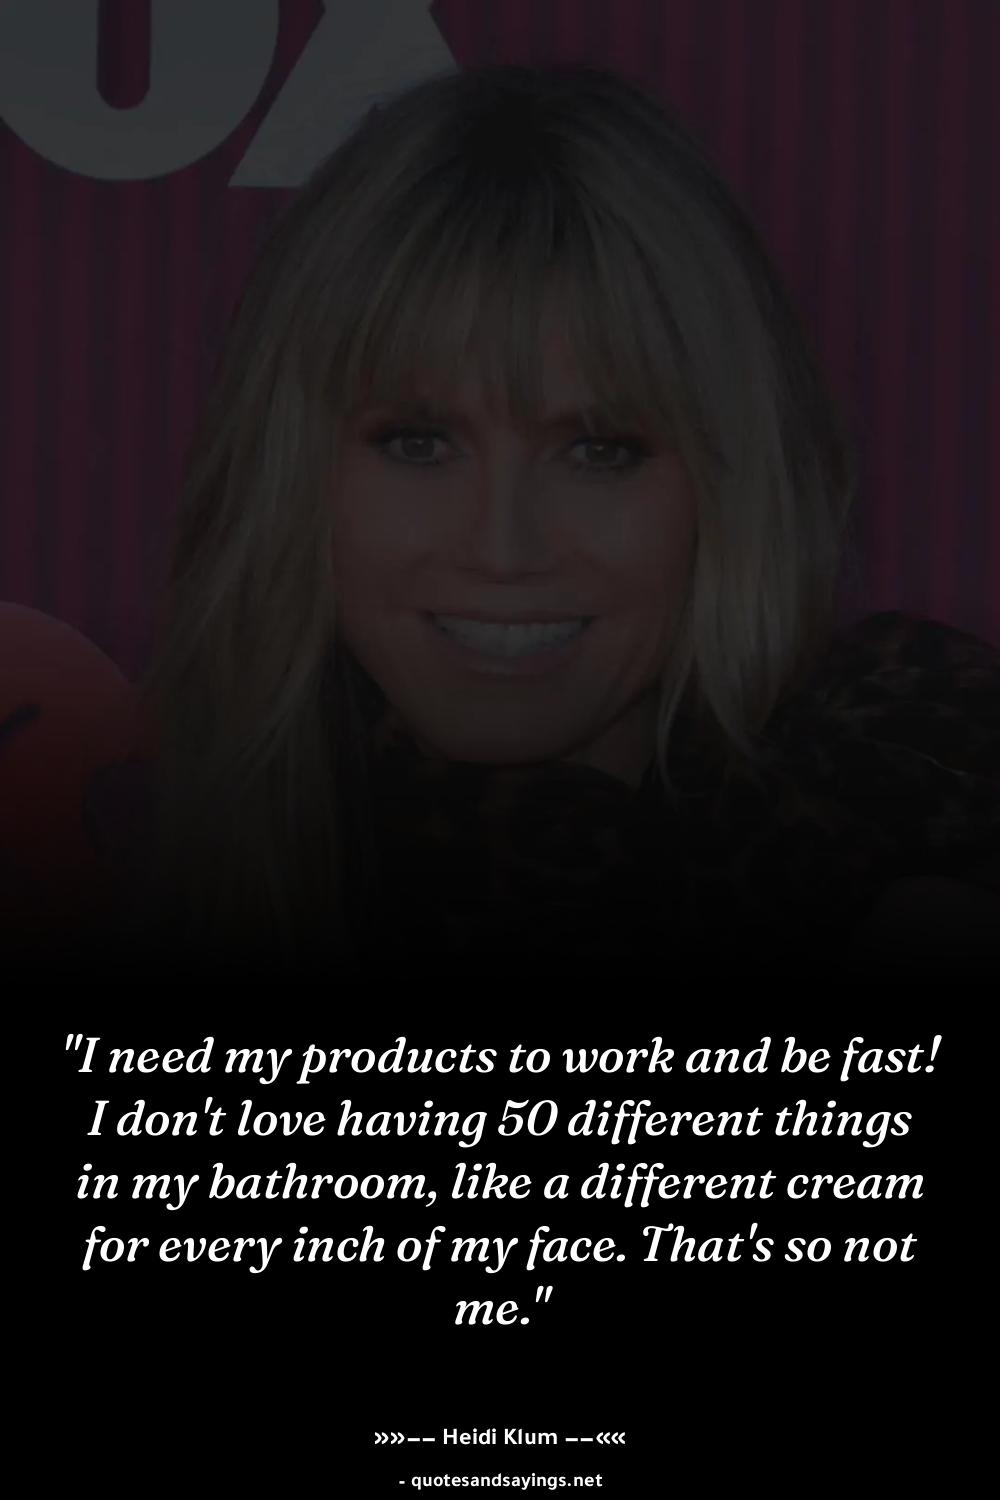 OX
"I need my products to work and be fast!
I don't love having 50 different things
in my bathroom, like a different cream
for every inch of my face. That's so not
me."
»»–– Heidi Klum ––««
- quotesandsayings.net